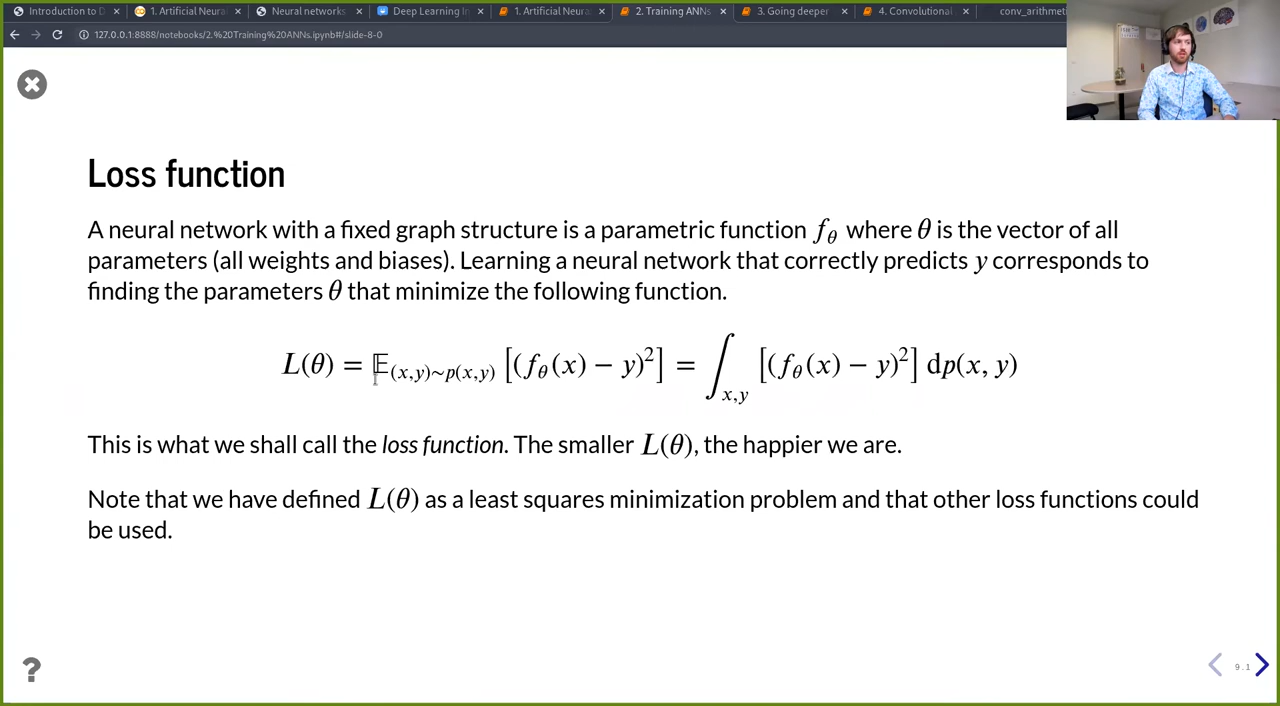 Introduction to D
1. Artificial Neura
Neural networks
Deep Learning In
1. Artificial Neura
2. Training ANNs
3. Going deeper
4. Convolutional
conv_arithmet
127.0.0.1:8888/notebooks/2.%20Training%20ANNs.ipynb#/slide-8-0
Loss function
A neural network with a fixed graph structure is a parametric function f_θ where θ is the vector of all
parameters (all weights and biases). Learning a neural network that correctly predicts y corresponds to
finding the parameters θ that minimize the following function.
L(θ) = 𝔼_(x,y)∼p(x,y) [(f_θ(x) − y)²] = ∫_x,y [(f_θ(x) − y)²] dp(x, y)
This is what we shall call the loss function. The smaller L(θ), the happier we are.
Note that we have defined L(θ) as a least squares minimization problem and that other loss functions could
be used.
?
9.1